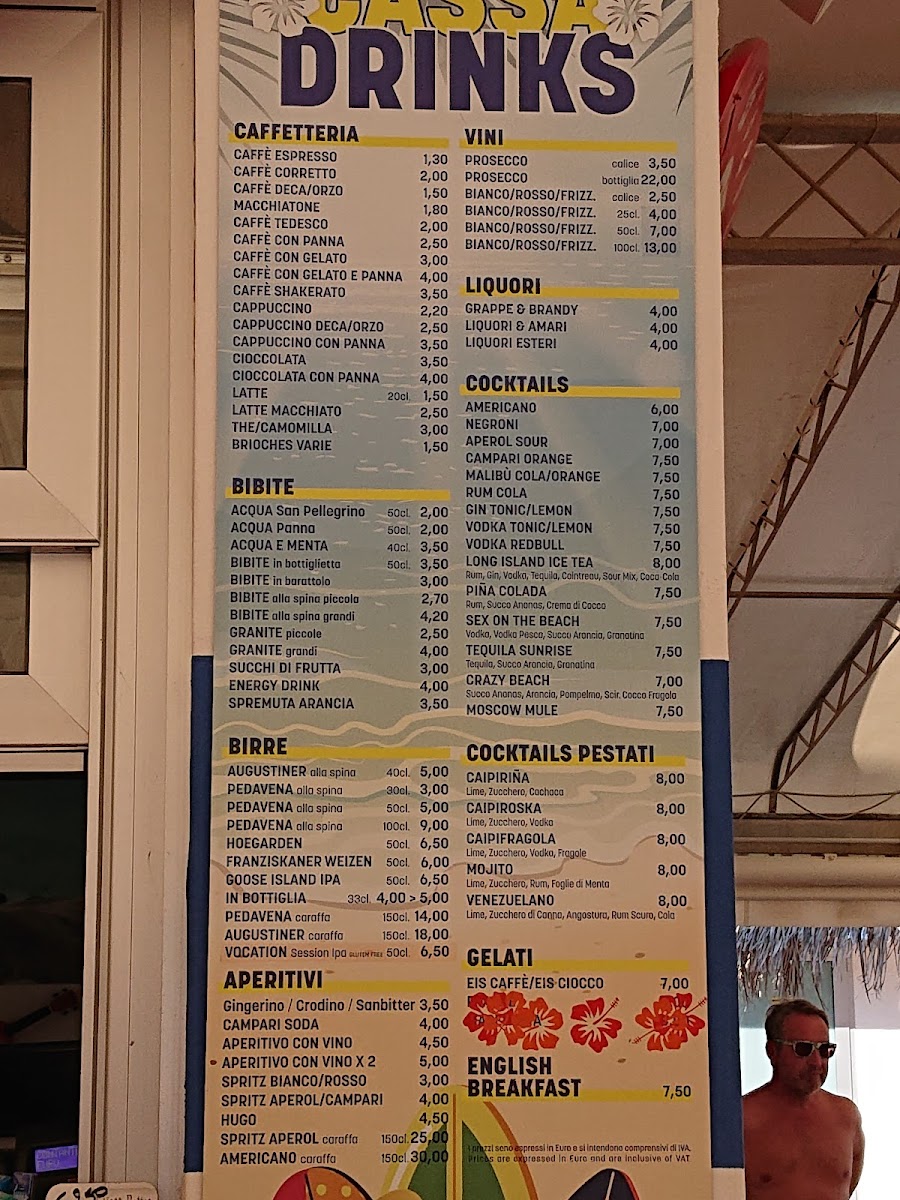 CASSA
DRINKS
CAFFETTERIA
CAFFÈ ESPRESSO 1,30
CAFFÈ CORRETTO 2,00
CAFFÈ DECA/ORZO 1,50
MACCHIATONE 1,80
CAFFÈ TEDESCO 2,00
CAFFÈ CON PANNA 2,50
CAFFÈ CON GELATO 3,00
CAFFÈ CON GELATO E PANNA 4,00
CAFFÈ SHAKERATO 3,50
CAPPUCCINO 2,20
CAPPUCCINO DECA/ORZO 2,50
CAPPUCCINO CON PANNA 3,50
CIOCCOLATA 3,50
CIOCCOLATA CON PANNA 4,00
LATTE 20cl. 1,50
LATTE MACCHIATO 2,50
THE/CAMOMILLA 3,00
BRIOCHES VARIE 1,50
BIBITE
ACQUA San Pellegrino 50cl. 2,00
ACQUA Panna 50cl. 2,00
ACQUA E MENTA 40cl. 3,50
BIBITE in bottiglietta 50cl. 3,50
BIBITE in barattolo 3,00
BIBITE alla spina piccola 2,70
BIBITE alla spina grandi 4,20
GRANITE piccole 2,50
GRANITE grandi 4,00
SUCCHI DI FRUTTA 3,00
ENERGY DRINK 4,00
SPREMUTA ARANCIA 3,50
BIRRE
AUGUSTINER alla spina 40cl. 5,00
PEDAVENA alla spina 30cl. 3,00
PEDAVENA alla spina 50cl. 5,00
PEDAVENA alla spina 100cl. 9,00
HOEGARDEN 50cl. 6,50
FRANZISKANER WEIZEN 50cl. 6,00
GOOSE ISLAND IPA 50cl. 6,50
IN BOTTIGLIA 33cl. 4,00 > 5,00
PEDAVENA caraffa 150cl. 14,00
AUGUSTINER caraffa 150cl. 18,00
VOCATION Session Ipa GLUTEN FREE 50cl. 6,50
APERITIVI
Gingerino / Crodino / Sanbitter 3,50
CAMPARI SODA 4,00
APERITIVO CON VINO 4,50
APERITIVO CON VINO X 2 5,00
SPRITZ BIANCO/ROSSO 3,00
SPRITZ APEROL/CAMPARI 4,00
HUGO 4,50
SPRITZ APEROL caraffa 150cl. 25,00
AMERICANO caraffa 150cl. 30,00
VINI
PROSECCO calice 3,50
PROSECCO bottiglia 22,00
BIANCO/ROSSO/FRIZZ. calice 2,50
BIANCO/ROSSO/FRIZZ. 25cl. 4,00
BIANCO/ROSSO/FRIZZ. 50cl. 7,00
BIANCO/ROSSO/FRIZZ. 100cl. 13,00
LIQUORI
GRAPPE & BRANDY 4,00
LIQUORI & AMARI 4,00
LIQUORI ESTERI 4,00
COCKTAILS
AMERICANO 6,00
NEGRONI 7,00
APEROL SOUR 7,00
CAMPARI ORANGE 7,50
MALIBÙ COLA/ORANGE 7,50
RUM COLA 7,50
GIN TONIC/LEMON 7,50
VODKA TONIC/LEMON 7,50
VODKA REDBULL 7,50
LONG ISLAND ICE TEA 8,00
Rum, Gin, Vodka, Tequila, Cointreau, Sour Mix, Coca-Cola
PIÑA COLADA 7,50
Rum, Succo Ananas, Crema di Cocco
SEX ON THE BEACH 7,50
Vodka, Vodka Pesca, Succo Arancia, Granatina
TEQUILA SUNRISE 7,50
Tequila, Succo Arancia, Granatina
CRAZY BEACH 7,00
Succo Ananas, Arancia, Pompelmo, Scir. Cocco Fragola
MOSCOW MULE 7,50
COCKTAILS PESTATI
CAIPIRIÑA 8,00
Lime, Zucchero, Cachaca
CAIPIROSKA 8,00
Lime, Zucchero, Vodka
CAIPIFRAGOLA 8,00
Lime, Zucchero, Vodka, Fragole
MOJITO 8,00
Lime, Zucchero, Rum, Foglie di Menta
VENEZUELANO 8,00
Lime, Zucchero di Canna, Angostura, Rum Scuro, Cola
GELATI
EIS CAFFÈ/EIS CIOCCO 7,00
ENGLISH
BREAKFAST 7,50
I prezzi sono espressi in Euro e si intendono comprensivi di IVA.
Prices are expressed in Euro and are inclusive of VAT